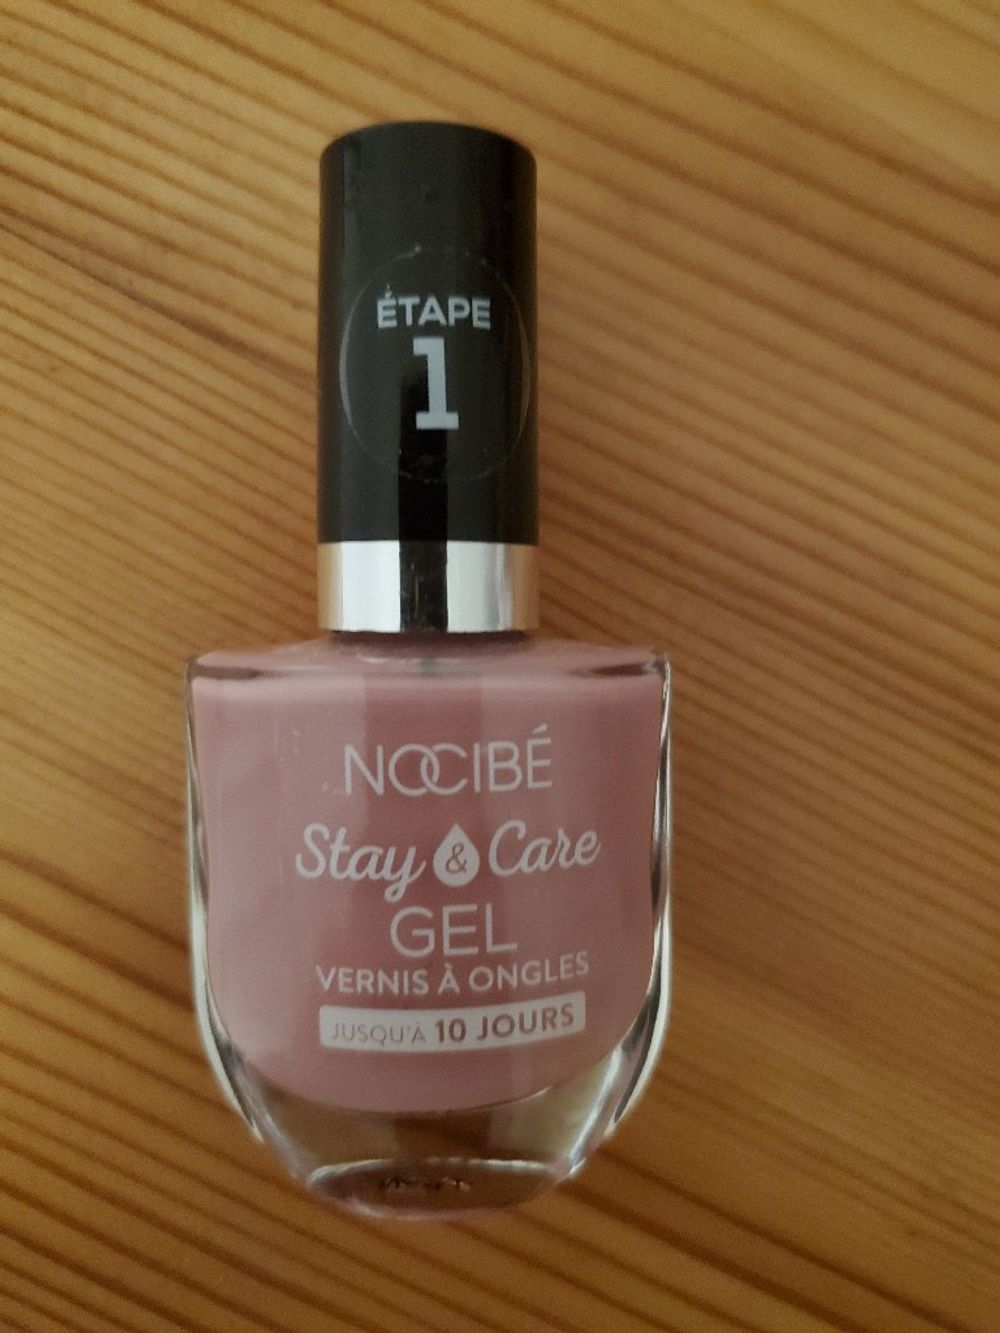 ÉTAPE
1
NOCIBÉ
Stay & Care
GEL
VERNIS À ONGLES
JUSQU'À 10 JOURS